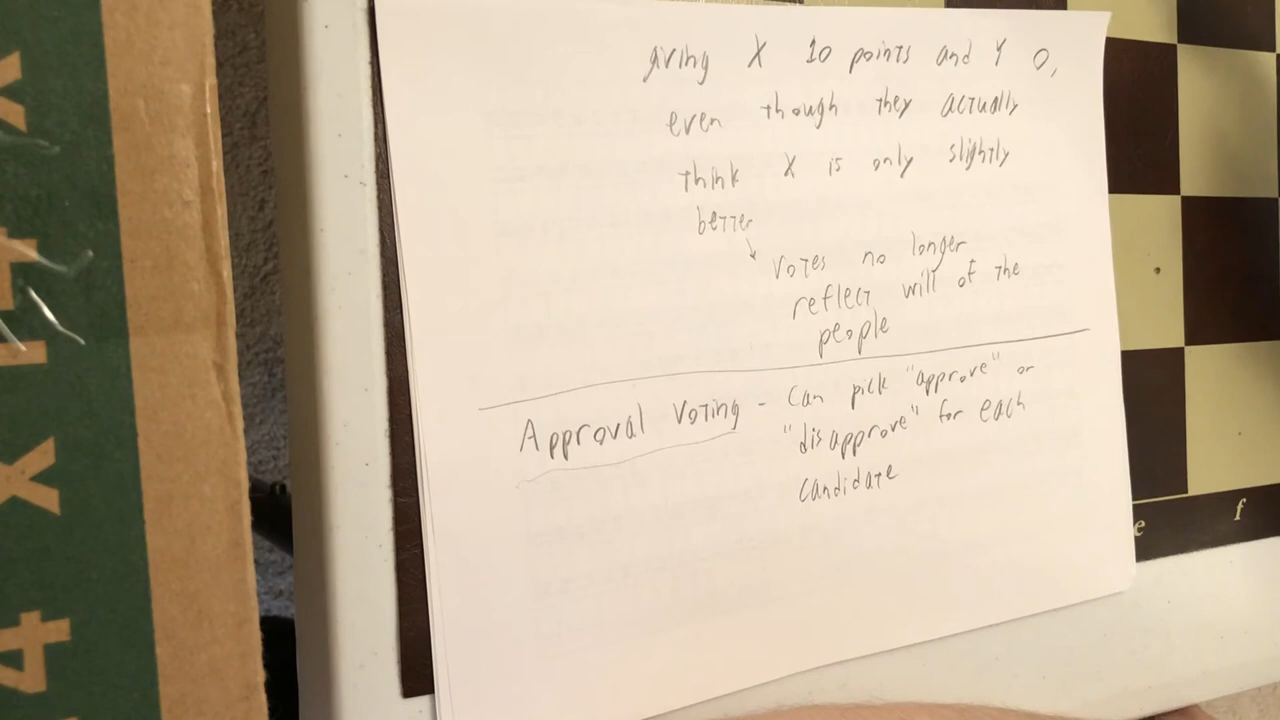 giving X 10 points and Y 0,
even though they actually
think X is only slightly
better
Votes no longer
reflect will of the
people
Approval Voting - Can pick "approve" or
"disapprove" for each
candidate
e f
4 X